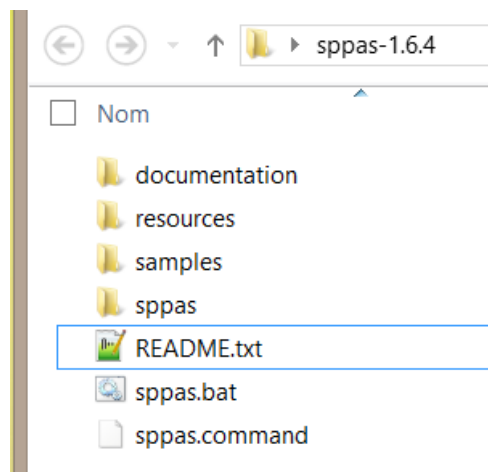 sppas-1.6.4
Nom
documentation
resources
samples
sppas
README.txt
sppas.bat
sppas.command